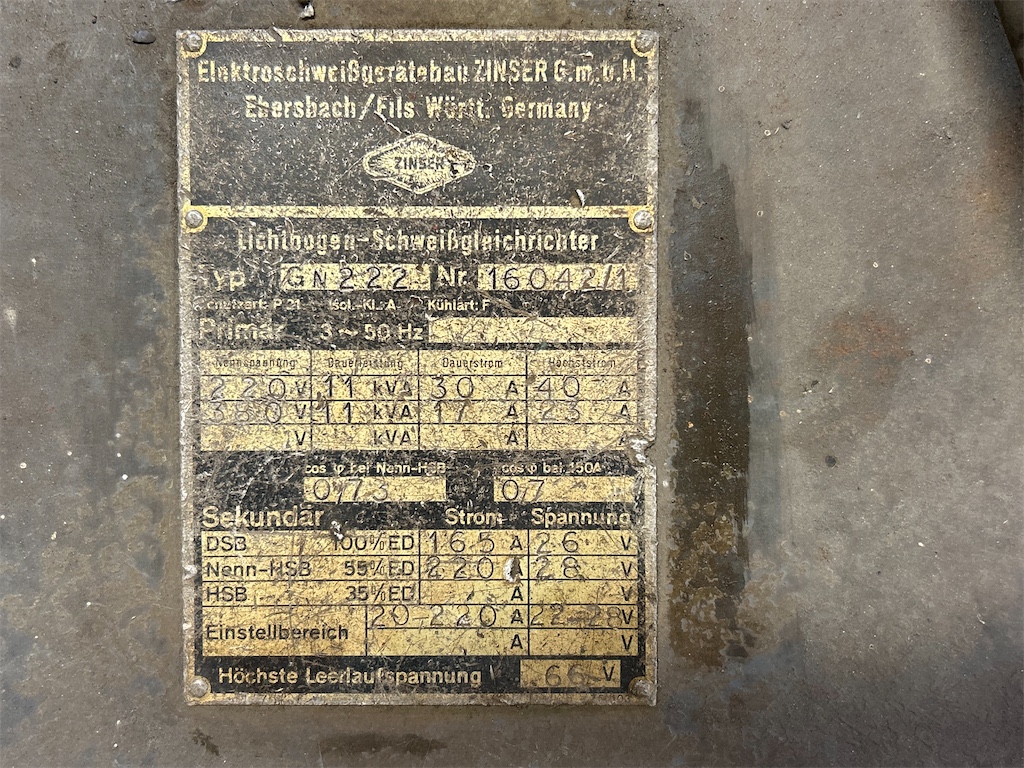 Elektroschweißgerätebau ZINSER G.m.b.H.
Ebersbach/Fils Württ. Germany
ZINSER
Lichtbogen-Schweißgleichrichter
Typ GN222 Nr. 16042/1
Schutzart: P 21 Isol.-Kl.: A Kühlart: F
Primär 3~50 Hz
Nennspannung Dauerleistung Dauerstrom Höchststrom
220 V 11 kVA 30 A 40 A
380 V 11 kVA 17 A 23 A
V kVA A A
cos φ bei Nenn-HSB cos φ bei 150A
0,73 0,7
Sekundär Strom Spannung
DSB 100% ED 165 A 26 V
Nenn-HSB 55% ED 220 A 28 V
HSB 35% ED A V
Einstellbereich 20-220 A 22-28 V
A V
Höchste Leerlaufspannung 66 V